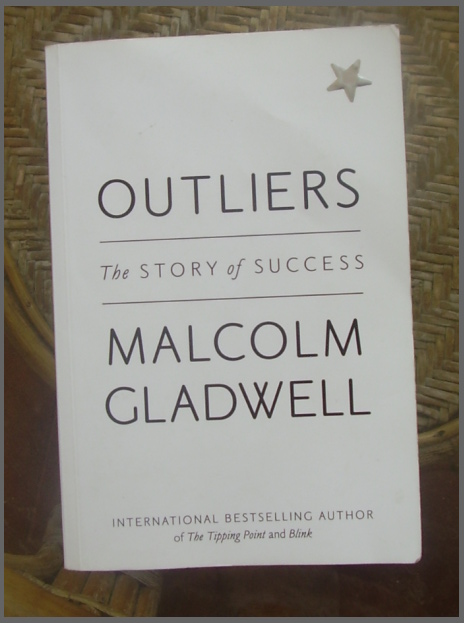 OUTLIERS
The STORY of SUCCESS
MALCOLM
GLADWELL
INTERNATIONAL BESTSELLING AUTHOR
of The Tipping Point and Blink